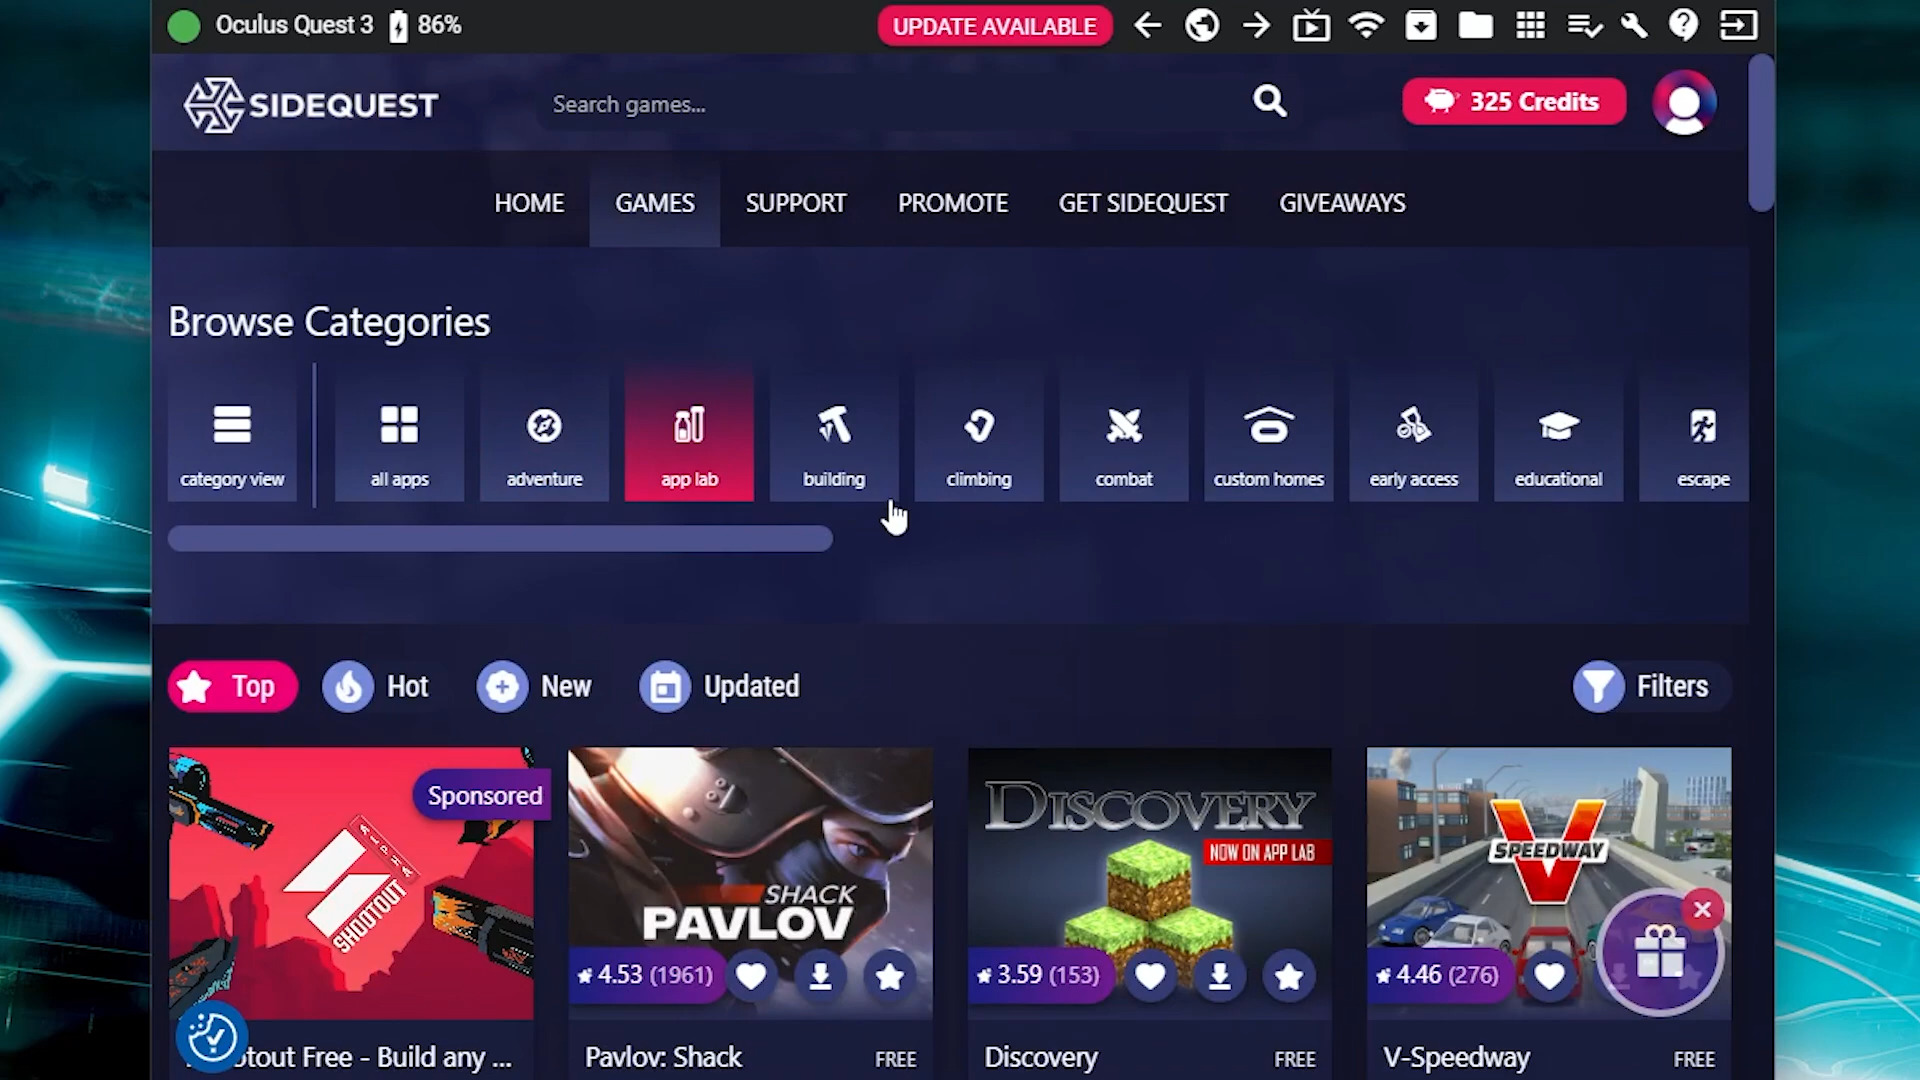 Oculus Quest 3 86% UPDATE AVAILABLE
SIDEQUEST Search games... 325 Credits
HOME GAMES SUPPORT PROMOTE GET SIDEQUEST GIVEAWAYS
Browse Categories
category view all apps adventure app lab building climbing combat custom homes early access educational escape
Top Hot New Updated Filters
Sponsored
ALPHA
SHOOTOUT
SHACK
PAVLOV
4.53 (1961)
DISCOVERY
NOW ON APP LAB
3.59 (153)
V
SPEEDWAY
4.46 (276)
otout Free - Build any ... Pavlov: Shack FREE Discovery FREE V-Speedway FREE